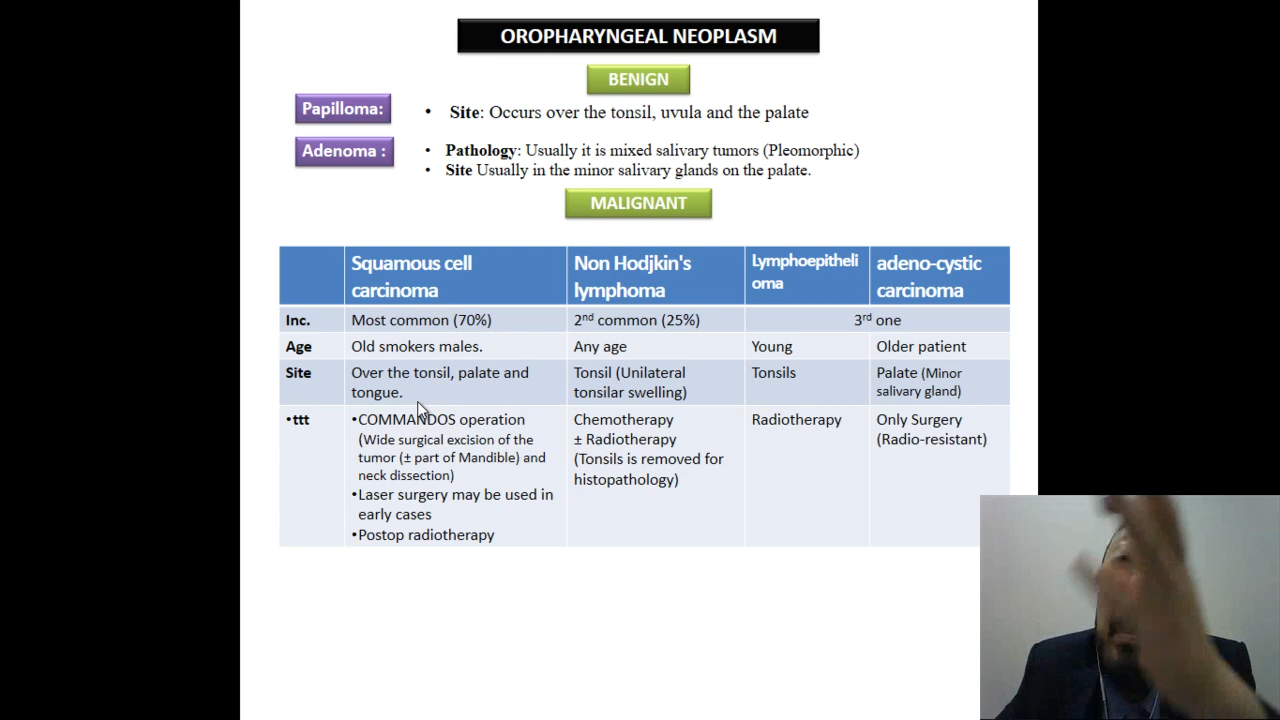 OROPHARYNGEAL NEOPLASM
BENIGN
Papilloma:
• Site: Occurs over the tonsil, uvula and the palate
Adenoma :
• Pathology: Usually it is mixed salivary tumors (Pleomorphic)
• Site Usually in the minor salivary glands on the palate.
MALIGNANT
Squamous cell
carcinoma
Non Hodjkin's
lymphoma
Lymphoepitheli
oma
adeno-cystic
carcinoma
Inc.
Most common (70%)
2nd common (25%)
3rd one
Age
Old smokers males.
Any age
Young
Older patient
Site
Over the tonsil, palate and
tongue.
Tonsil (Unilateral
tonsilar swelling)
Tonsils
Palate (Minor
salivary gland)
•ttt
•COMMANDOS operation
(Wide surgical excision of the
tumor (± part of Mandible) and
neck dissection)
•Laser surgery may be used in
early cases
•Postop radiotherapy
Chemotherapy
± Radiotherapy
(Tonsils is removed for
histopathology)
Radiotherapy
Only Surgery
(Radio-resistant)